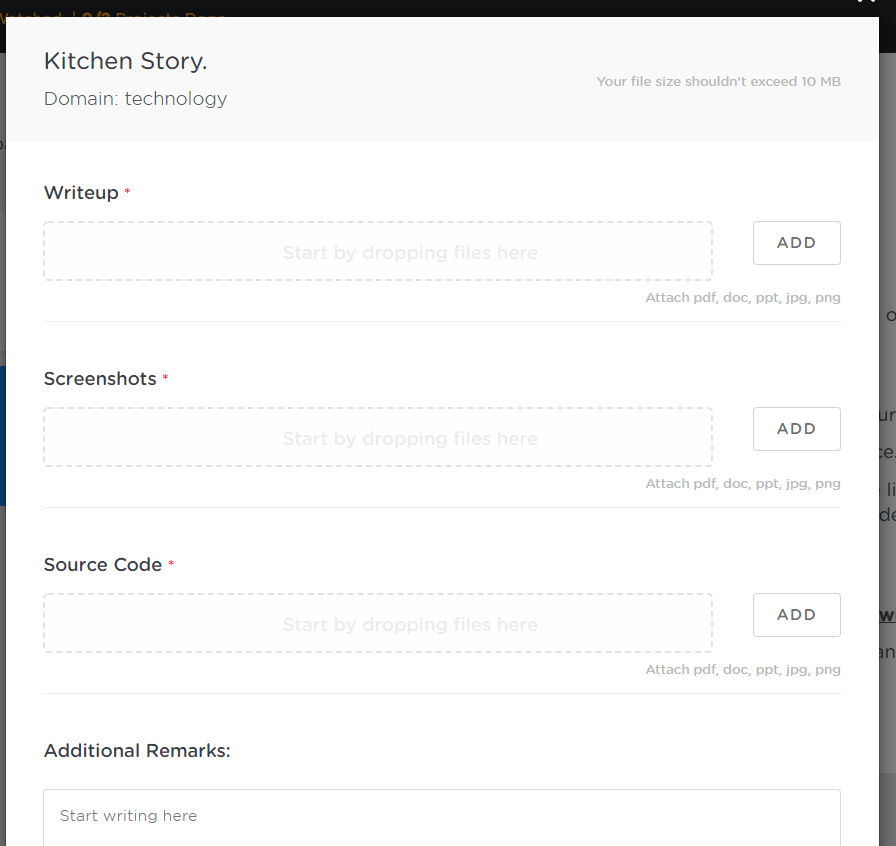 Kitchen Story.
Domain: technology
Your file size shouldn't exceed 10 MB
Writeup *
Start by dropping files here
ADD
Attach pdf, doc, ppt, jpg, png
Screenshots *
Start by dropping files here
ADD
Attach pdf, doc, ppt, jpg, png
Source Code *
Start by dropping files here
ADD
Attach pdf, doc, ppt, jpg, png
Additional Remarks:
Start writing here